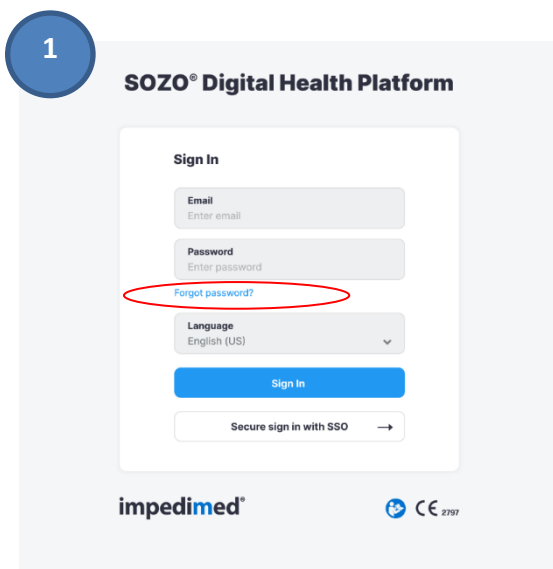 1
SOZO® Digital Health Platform
Sign In
Email
Enter email
Password
Enter password
Forgot password?
Language
English (US)
Sign In
Secure sign in with SSO →
impedimed®
CE 2797